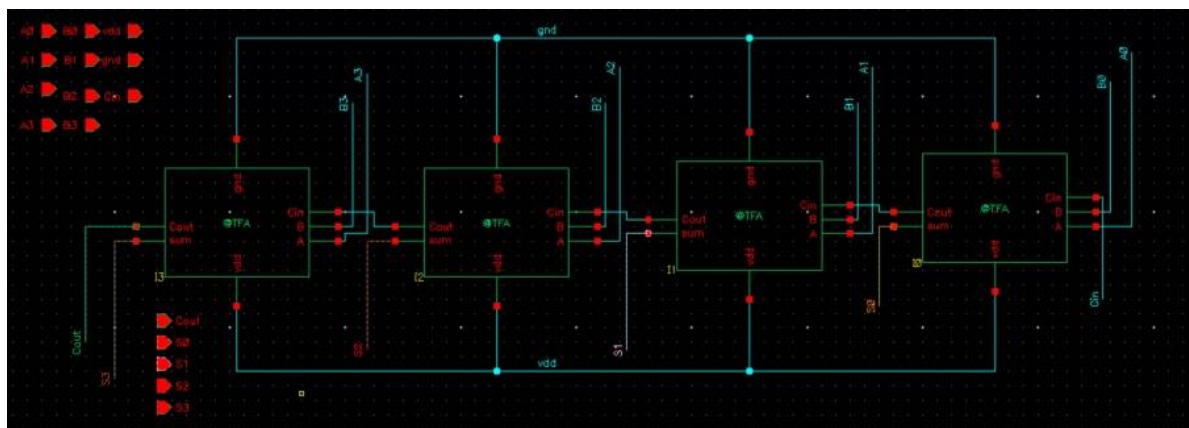 A0 B0 vdd
A1 B1 gnd
A2 B2 Cin
A3 B3
gnd
A3
B3
A2
B2
A1
B1
A0
B0
gnd
Cout @TFA Cin
sum B
A
vdd
I3
gnd
Cout @TFA Cin
sum B
A
vdd
I2
gnd
Cout @TFA Cin
sum B
A
vdd
I1
gnd
Cout @TFA Cin
sum B
A
vdd
I0
Cout
S3
S2
S1
S0
Cin
vdd
Cout
S0
S1
S2
S3